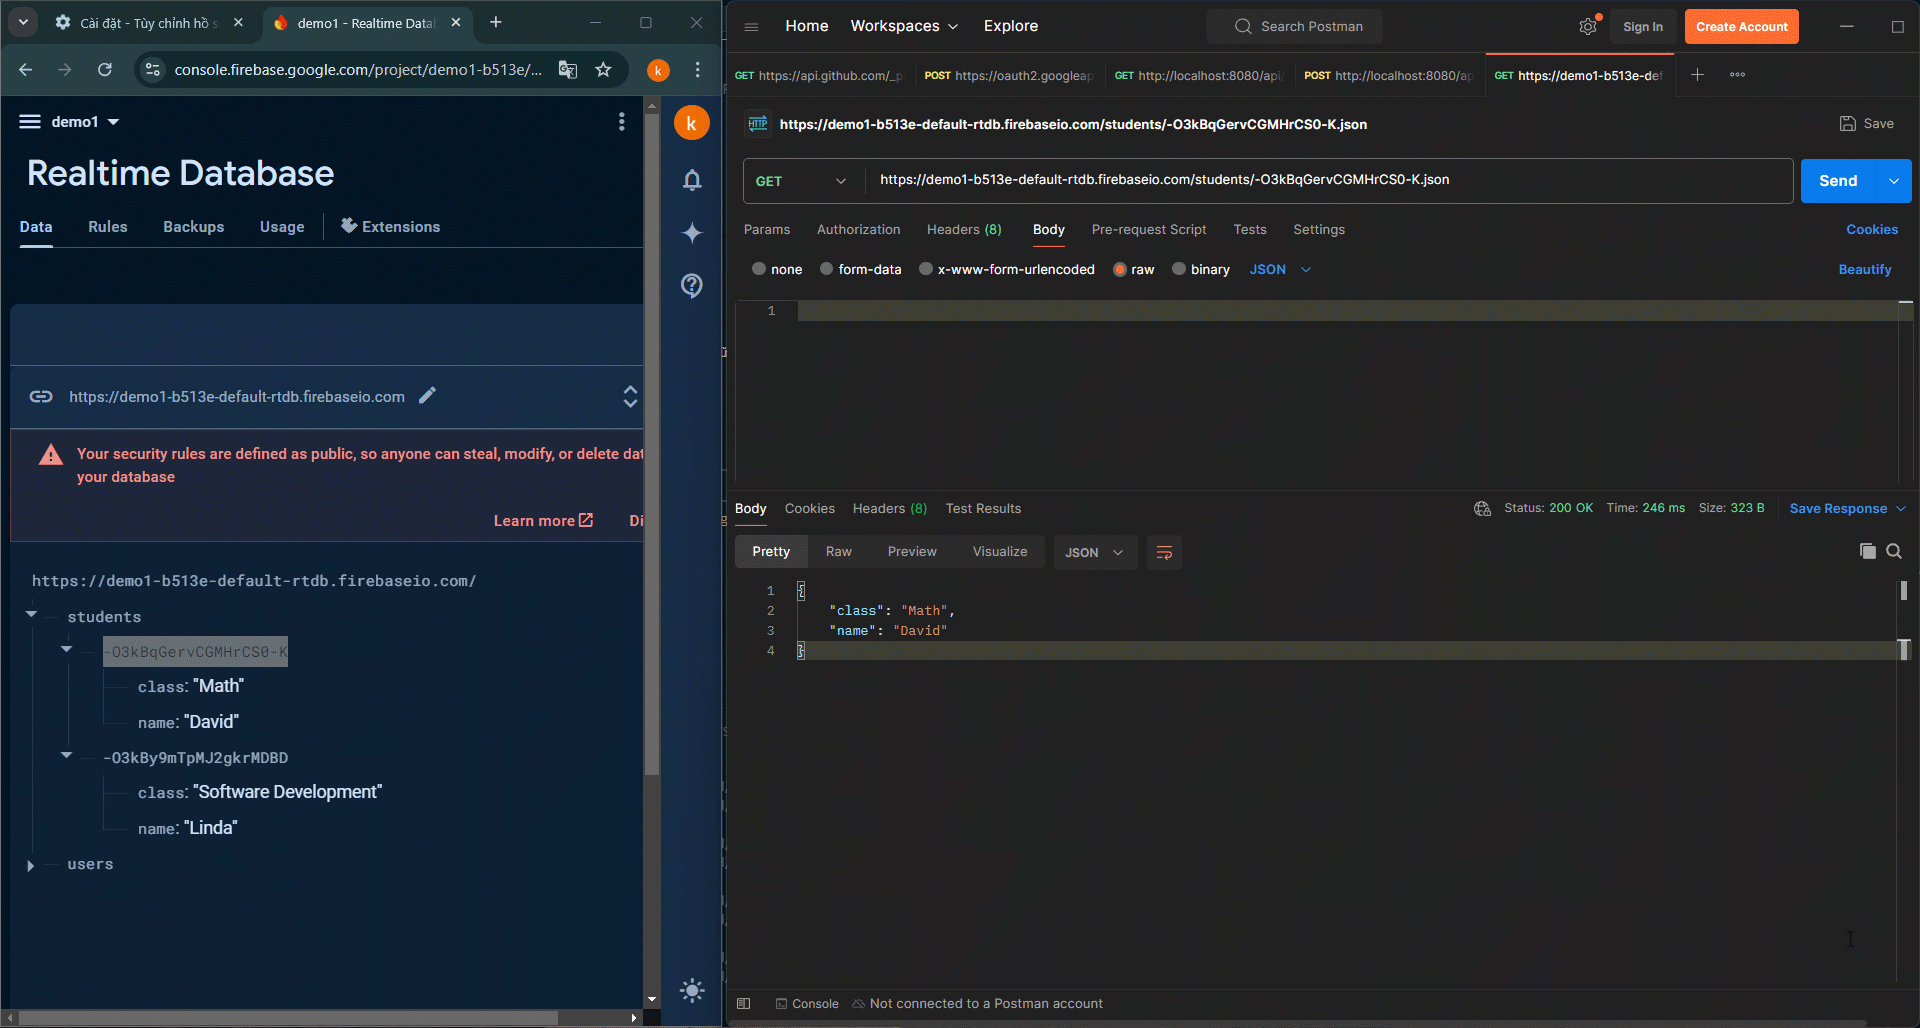 Cài đặt - Tùy chỉnh hồ s
demo1 - Realtime Data
console.firebase.google.com/project/demo1-b513e/...
k
demo1
k
Realtime Database
Data
Rules
Backups
Usage
Extensions
https://demo1-b513e-default-rtdb.firebaseio.com
Your security rules are defined as public, so anyone can steal, modify, or delete dat
your database
Learn more
Di
https://demo1-b513e-default-rtdb.firebaseio.com/
students
-O3kBqGervCGMHrCS0-K
class: "Math"
name: "David"
-O3kBy9mTpMJ2gkrMDBD
class: "Software Development"
name: "Linda"
users
Home
Workspaces
Explore
Search Postman
Sign In
Create Account
GET https://api.github.com/_p
POST https://oauth2.googleap
GET http://localhost:8080/api/
POST http://localhost:8080/ap
GET https://demo1-b513e-def
HTTP
https://demo1-b513e-default-rtdb.firebaseio.com/students/-O3kBqGervCGMHrCS0-K.json
Save
GET
https://demo1-b513e-default-rtdb.firebaseio.com/students/-O3kBqGervCGMHrCS0-K.json
Send
Params
Authorization
Headers (8)
Body
Pre-request Script
Tests
Settings
Cookies
none
form-data
x-www-form-urlencoded
raw
binary
JSON
Beautify
1
Body
Cookies
Headers (8)
Test Results
Status: 200 OK
Time: 246 ms
Size: 323 B
Save Response
Pretty
Raw
Preview
Visualize
JSON
1 {
2 "class": "Math",
3 "name": "David"
4 }
Console
Not connected to a Postman account